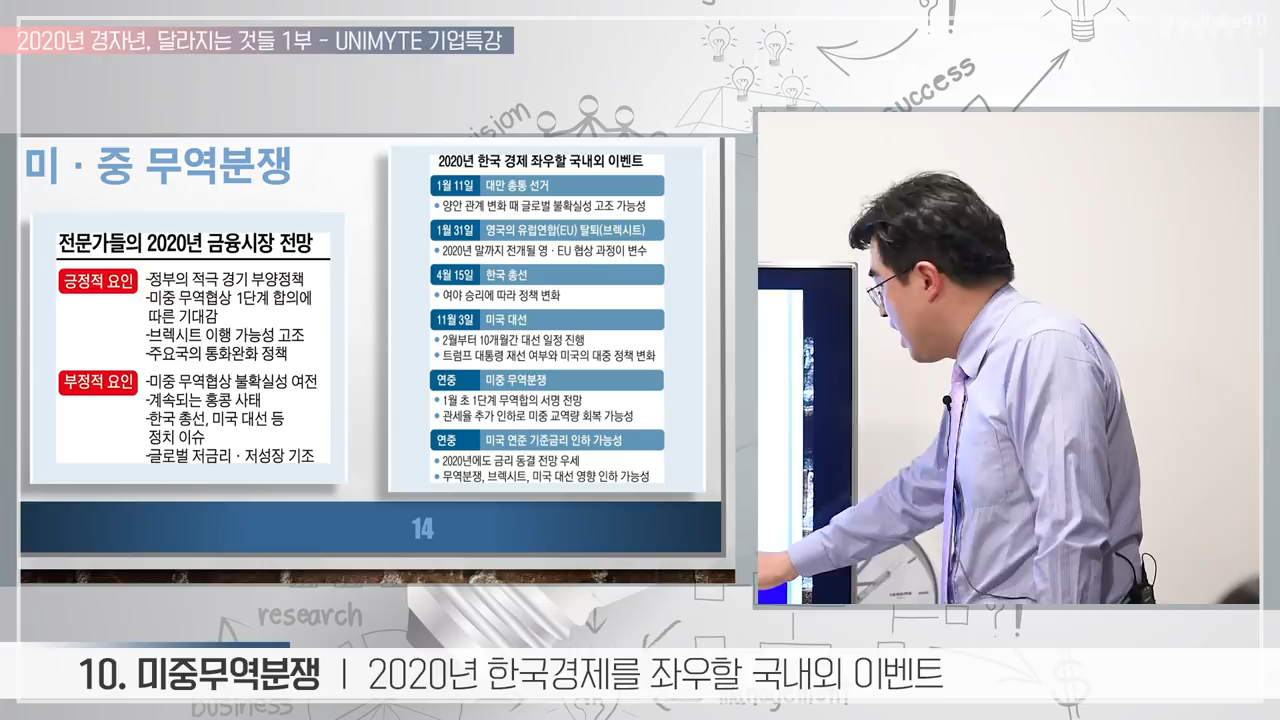 2020년 경자년, 달라지는 것들 1부 - UNIMYTE 기업특강
success
vision
미 · 중 무역분쟁
전문가들의 2020년 금융시장 전망
긍정적 요인
-정부의 적극 경기 부양정책
-미중 무역협상 1단계 합의에
따른 기대감
-브렉시트 이행 가능성 고조
-주요국의 통화완화 정책
부정적 요인
-미중 무역협상 불확실성 여전
-계속되는 홍콩 사태
-한국 총선, 미국 대선 등
정치 이슈
-글로벌 저금리 · 저성장 기조
2020년 한국 경제 좌우할 국내외 이벤트
1월 11일 대만 총통 선거
• 양안 관계 변화 때 글로벌 불확실성 고조 가능성
1월 31일 영국의 유럽연합(EU) 탈퇴(브렉시트)
• 2020년 말까지 전개될 영 · EU 협상 과정이 변수
4월 15일 한국 총선
• 여야 승리에 따라 정책 변화
11월 3일 미국 대선
• 2월부터 10개월간 대선 일정 진행
• 트럼프 대통령 재선 여부와 미국의 대중 정책 변화
연중 미중 무역분쟁
• 1월 초 1단계 무역합의 서명 전망
• 관세율 추가 인하로 미중 교역량 회복 가능성
연중 미국 연준 기준금리 인하 가능성
• 2020년에도 금리 동결 전망 우세
• 무역분쟁, 브렉시트, 미국 대선 영향 인하 가능성
14
research
10. 미중무역분쟁 | 2020년 한국경제를 좌우할 국내외 이벤트
business
management